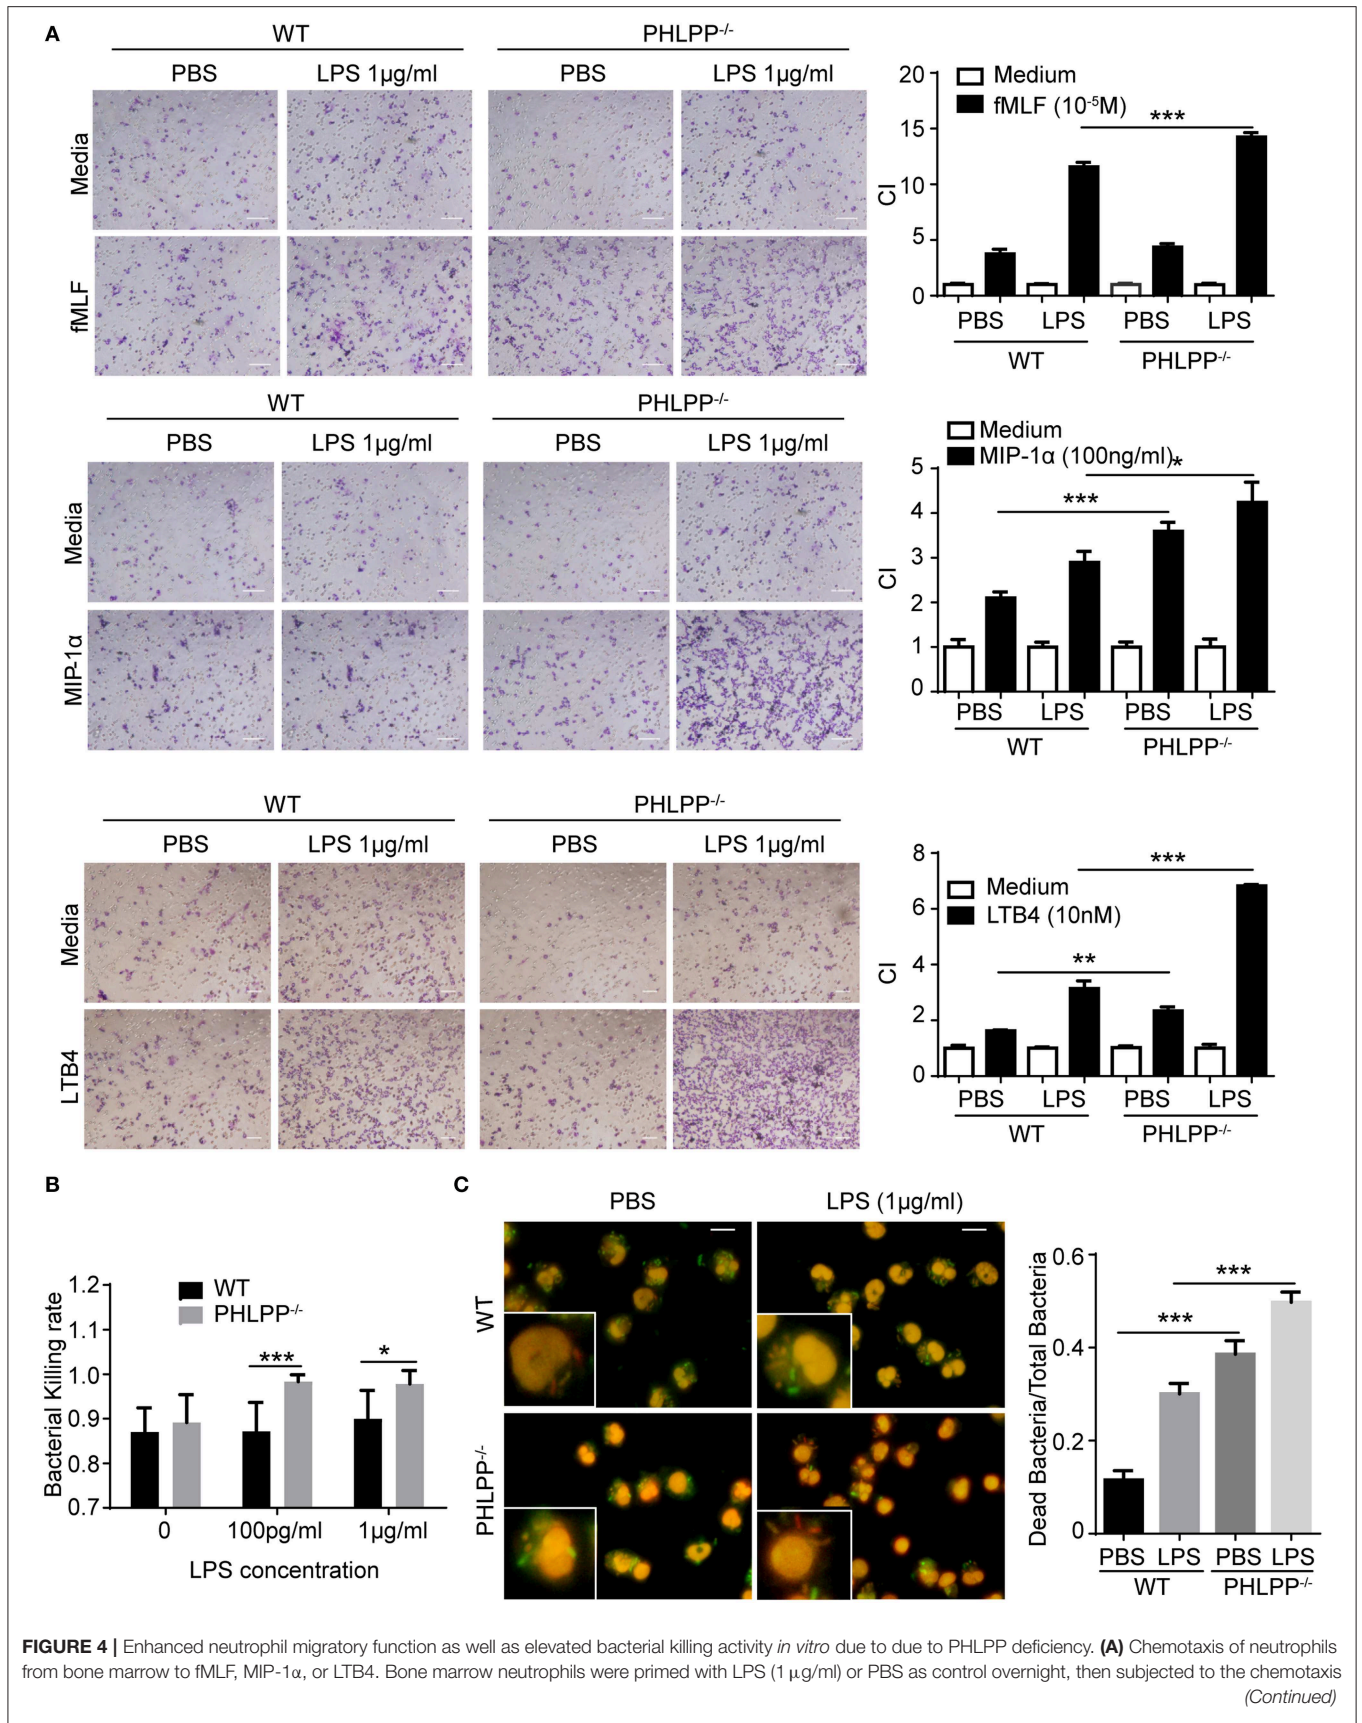 A
WT
PHLPP-/-
PBS
LPS 1µg/ml
PBS
LPS 1µg/ml
Media
fMLF
20
15
10
5
0
CI
Medium
fMLF (10-5M)
***
PBS
LPS
PBS
LPS
WT
PHLPP-/-
WT
PHLPP-/-
PBS
LPS 1µg/ml
PBS
LPS 1µg/ml
Media
MIP-1α
Medium
MIP-1α (100ng/ml)
*
***
5
4
3
2
1
0
CI
PBS
LPS
PBS
LPS
WT
PHLPP-/-
WT
PHLPP-/-
PBS
LPS 1µg/ml
PBS
LPS 1µg/ml
Media
LTB4
8
6
4
2
0
CI
Medium
LTB4 (10nM)
***
**
PBS
LPS
PBS
LPS
WT
PHLPP-/-
B
WT
PHLPP-/-
1.2
1.1
1.0
0.9
0.8
0.7
Bacterial Killing rate
***
*
0
100pg/ml
1µg/ml
LPS concentration
C
PBS
LPS (1µg/ml)
WT
PHLPP-/-
0.6
0.4
0.2
0
Dead Bacteria/Total Bacteria
***
***
PBS
LPS
PBS
LPS
WT
PHLPP-/-
FIGURE 4 | Enhanced neutrophil migratory function as well as elevated bacterial killing activity in vitro due to due to PHLPP deficiency. (A) Chemotaxis of neutrophils
from bone marrow to fMLF, MIP-1α, or LTB4. Bone marrow neutrophils were primed with LPS (1 µg/ml) or PBS as control overnight, then subjected to the chemotaxis
(Continued)